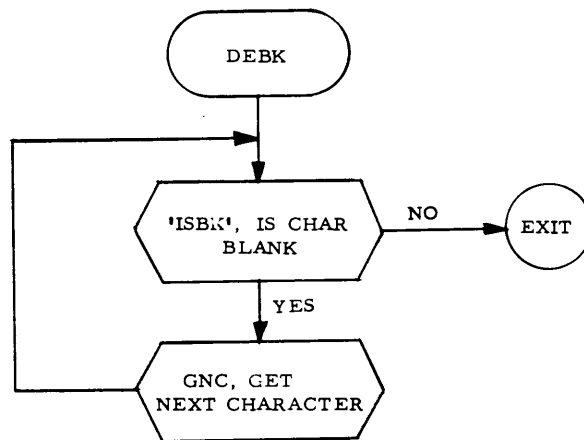 DEBK
'ISBK', IS CHAR
BLANK
NO
EXIT
YES
GNC, GET
NEXT CHARACTER